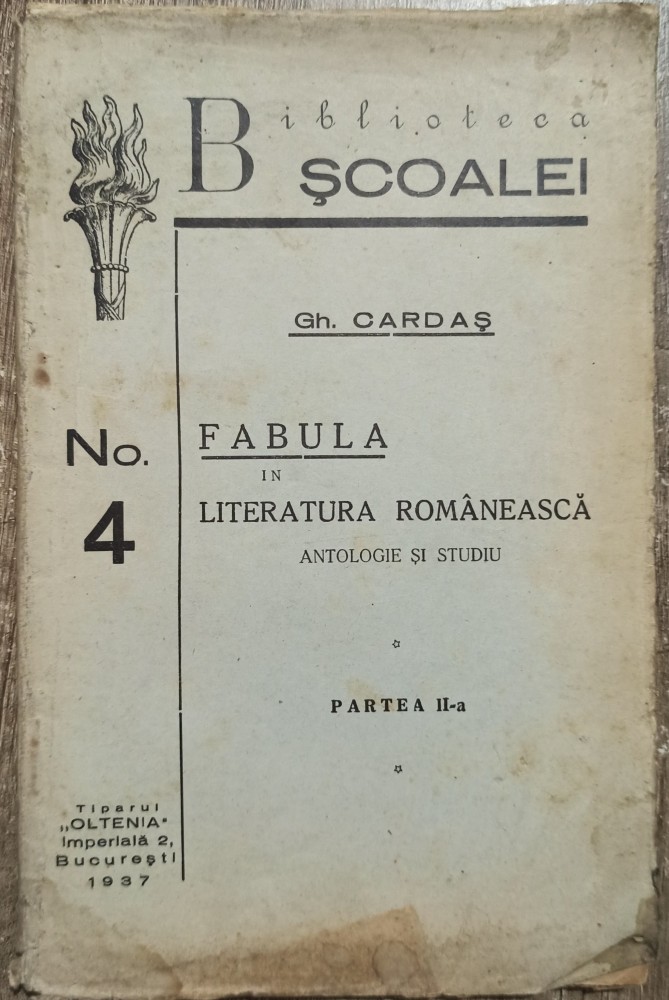 Biblioteca
ŞCOALEI
Gh. CARDAŞ
No.
4
FABULA
IN
LITERATURA ROMÂNEASCĂ
ANTOLOGIE ŞI STUDIU
PARTEA II-a
Tiparul
„OLTENIA"
Imperială 2,
Bucureşti
1937